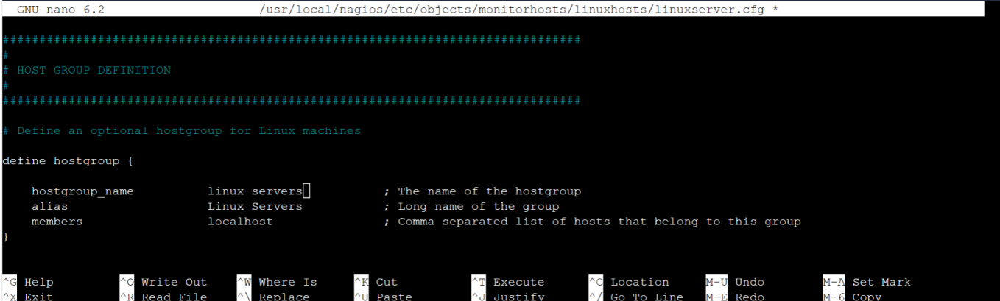 GNU nano 6.2 /usr/local/nagios/etc/objects/monitorhosts/linuxhosts/linuxserver.cfg *
###############################################################################
#
# HOST GROUP DEFINITION
#
###############################################################################
# Define an optional hostgroup for Linux machines
define hostgroup {
hostgroup_name linux-servers ; The name of the hostgroup
alias Linux Servers ; Long name of the group
members localhost ; Comma separated list of hosts that belong to this group
}
^G Help ^O Write Out ^W Where Is ^K Cut ^T Execute ^C Location M-U Undo M-A Set Mark
^X Exit ^R Read File ^\ Replace ^U Paste ^J Justify ^/ Go To Line M-E Redo M-6 Copy